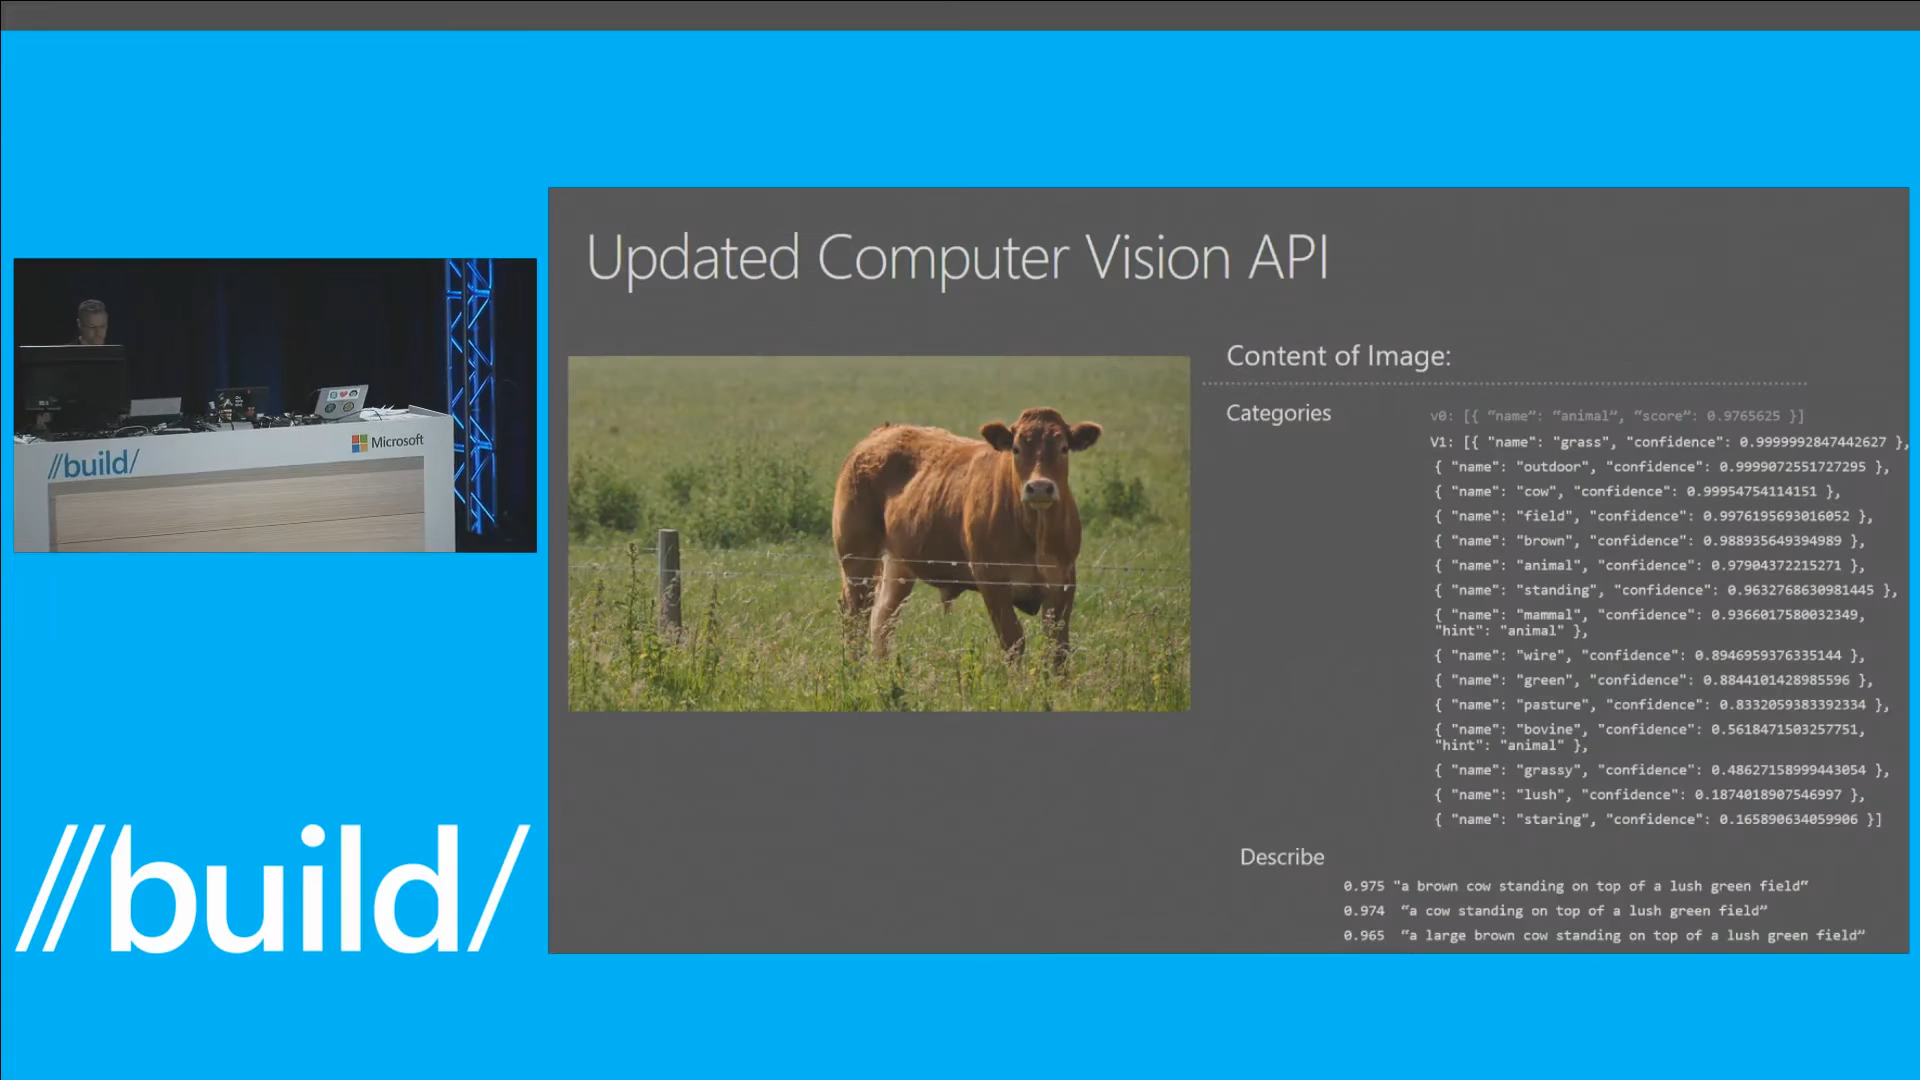 Updated Computer Vision API
Content of Image:
Categories
v0: [{ “name”: “animal”, “score”: 0.9765625 }]
V1: [{ "name": "grass", "confidence": 0.9999992847442627 },
{ "name": "outdoor", "confidence": 0.9999072551727295 },
{ "name": "cow", "confidence": 0.99954754114151 },
{ "name": "field", "confidence": 0.9976195693016052 },
{ "name": "brown", "confidence": 0.988935649394989 },
{ "name": "animal", "confidence": 0.97904372215271 },
{ "name": "standing", "confidence": 0.9632768630981445 },
{ "name": "mammal", "confidence": 0.9366017580032349,
"hint": "animal" },
{ "name": "wire", "confidence": 0.8946959376335144 },
{ "name": "green", "confidence": 0.8844101428985596 },
{ "name": "pasture", "confidence": 0.8332059383392334 },
{ "name": "bovine", "confidence": 0.5618471503257751,
"hint": "animal" },
{ "name": "grassy", "confidence": 0.48627158999443054 },
{ "name": "lush", "confidence": 0.1874018907546997 },
{ "name": "staring", "confidence": 0.165890634059906 }]
Describe
0.975 "a brown cow standing on top of a lush green field”
0.974 “a cow standing on top of a lush green field”
0.965 “a large brown cow standing on top of a lush green field”
Microsoft
//build/
//build/